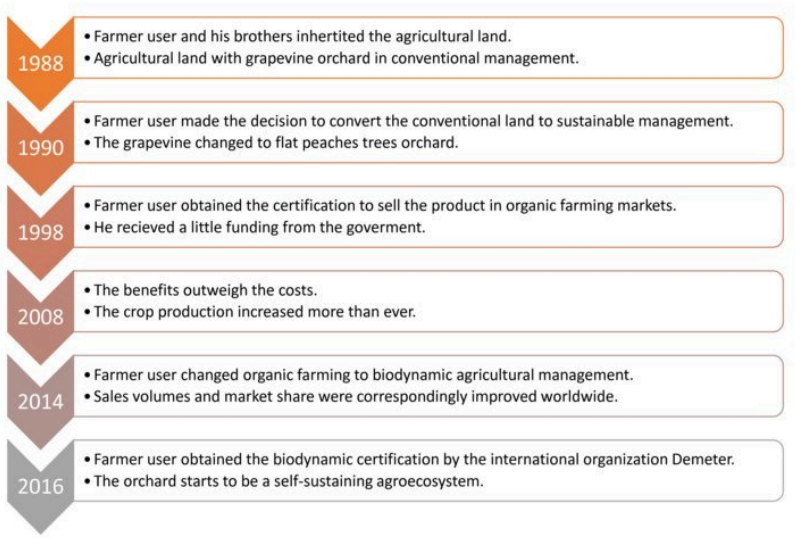 1988
• Farmer user and his brothers inhertited the agricultural land.
• Agricultural land with grapevine orchard in conventional management.
1990
• Farmer user made the decision to convert the conventional land to sustainable management.
• The grapevine changed to flat peaches trees orchard.
1998
• Farmer user obtained the certification to sell the product in organic farming markets.
• He recieved a little funding from the goverment.
2008
• The benefits outweigh the costs.
• The crop production increased more than ever.
2014
• Farmer user changed organic farming to biodynamic agricultural management.
• Sales volumes and market share were correspondingly improved worldwide.
2016
• Farmer user obtained the biodynamic certification by the international organization Demeter.
• The orchard starts to be a self-sustaining agroecosystem.